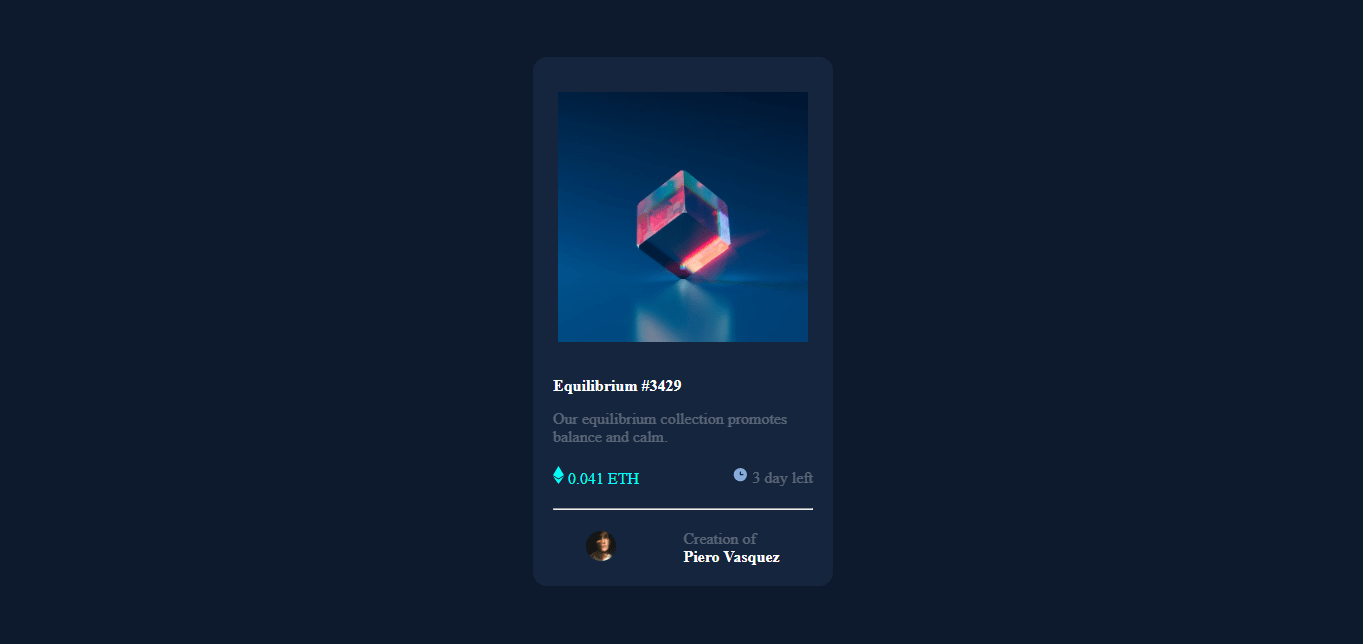 Equilibrium #3429
Our equilibrium collection promotes
balance and calm.
0.041 ETH
3 day left
Creation of
Piero Vasquez